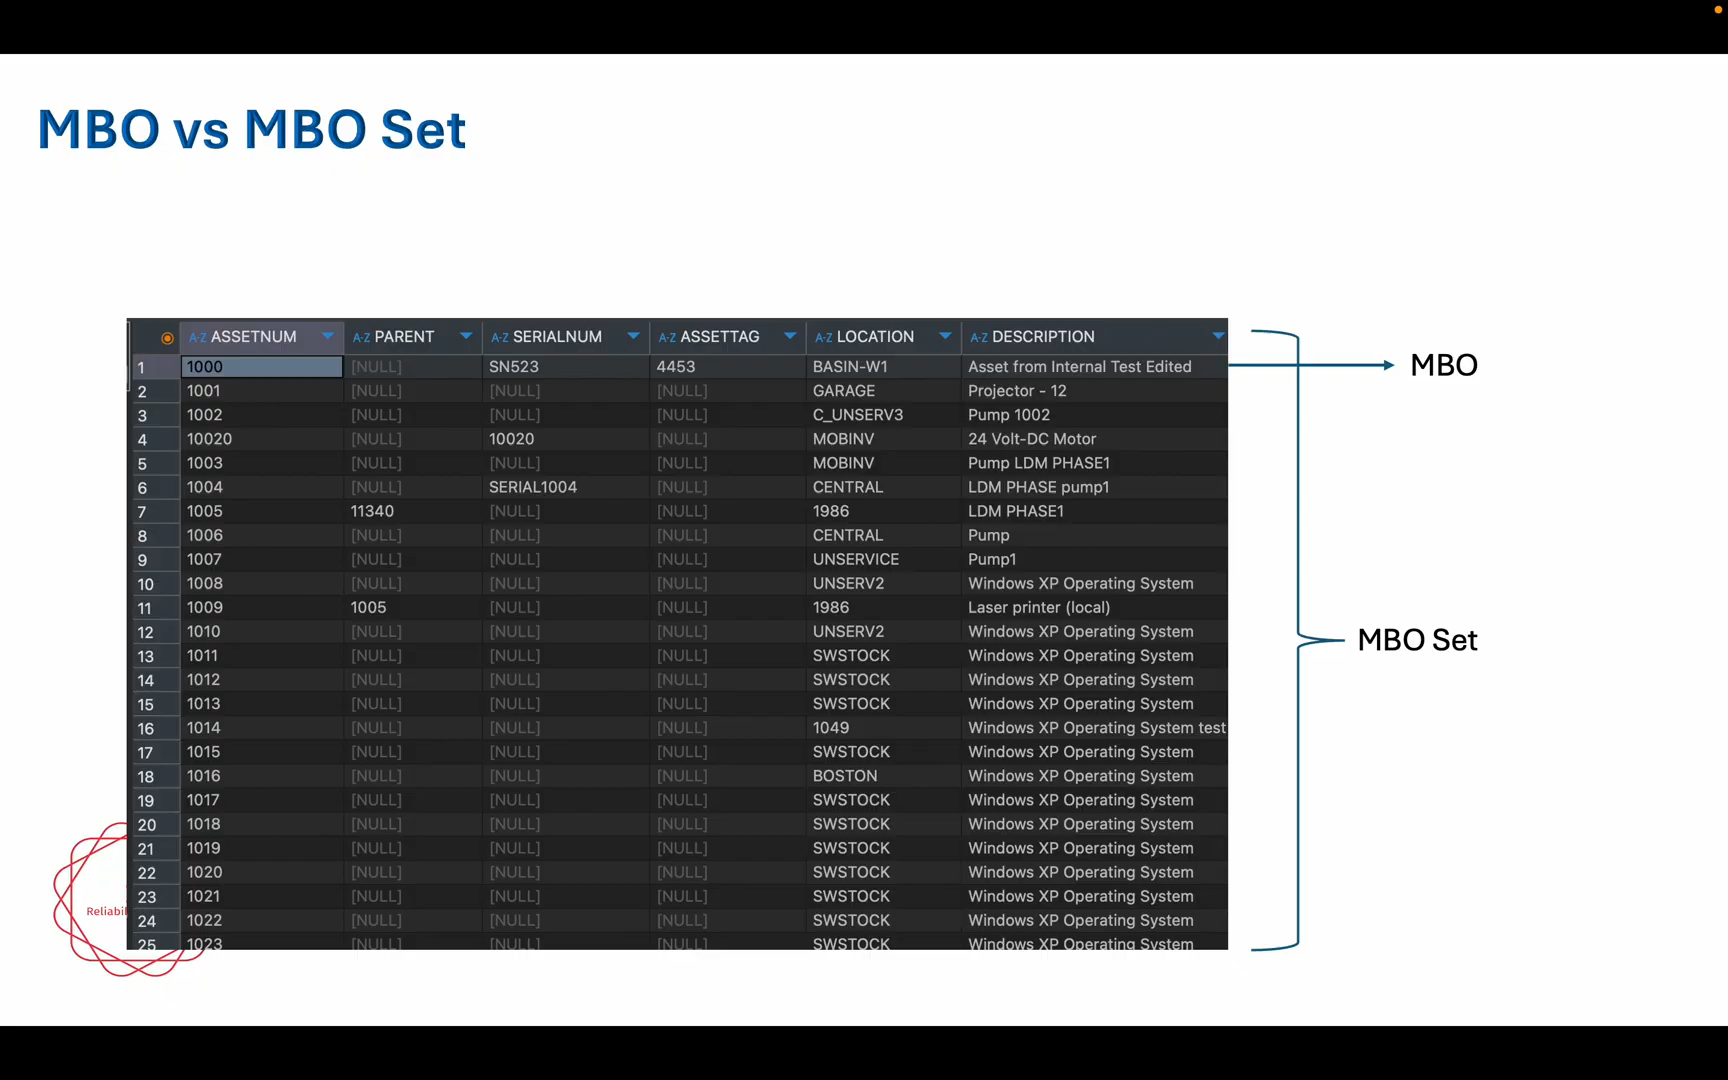 MBO vs MBO Set
A-Z ASSETNUM A-Z PARENT A-Z SERIALNUM A-Z ASSETTAG A-Z LOCATION A-Z DESCRIPTION
1 1000 [NULL] SN523 4453 BASIN-W1 Asset from Internal Test Edited
MBO
2 1001 [NULL] [NULL] [NULL] GARAGE Projector - 12
3 1002 [NULL] [NULL] [NULL] C_UNSERV3 Pump 1002
4 10020 [NULL] 10020 [NULL] MOBINV 24 Volt-DC Motor
5 1003 [NULL] [NULL] [NULL] MOBINV Pump LDM PHASE1
6 1004 [NULL] SERIAL1004 [NULL] CENTRAL LDM PHASE pump1
7 1005 11340 [NULL] [NULL] 1986 LDM PHASE1
8 1006 [NULL] [NULL] [NULL] CENTRAL Pump
9 1007 [NULL] [NULL] [NULL] UNSERVICE Pump1
10 1008 [NULL] [NULL] [NULL] UNSERV2 Windows XP Operating System
11 1009 1005 [NULL] [NULL] 1986 Laser printer (local)
12 1010 [NULL] [NULL] [NULL] UNSERV2 Windows XP Operating System
MBO Set
13 1011 [NULL] [NULL] [NULL] SWSTOCK Windows XP Operating System
14 1012 [NULL] [NULL] [NULL] SWSTOCK Windows XP Operating System
15 1013 [NULL] [NULL] [NULL] SWSTOCK Windows XP Operating System
16 1014 [NULL] [NULL] [NULL] 1049 Windows XP Operating System test
17 1015 [NULL] [NULL] [NULL] SWSTOCK Windows XP Operating System
18 1016 [NULL] [NULL] [NULL] BOSTON Windows XP Operating System
19 1017 [NULL] [NULL] [NULL] SWSTOCK Windows XP Operating System
20 1018 [NULL] [NULL] [NULL] SWSTOCK Windows XP Operating System
21 1019 [NULL] [NULL] [NULL] SWSTOCK Windows XP Operating System
22 1020 [NULL] [NULL] [NULL] SWSTOCK Windows XP Operating System
23 1021 [NULL] [NULL] [NULL] SWSTOCK Windows XP Operating System
Reliabil
24 1022 [NULL] [NULL] [NULL] SWSTOCK Windows XP Operating System
25 1023 [NULL] [NULL] [NULL] SWSTOCK Windows XP Operating System